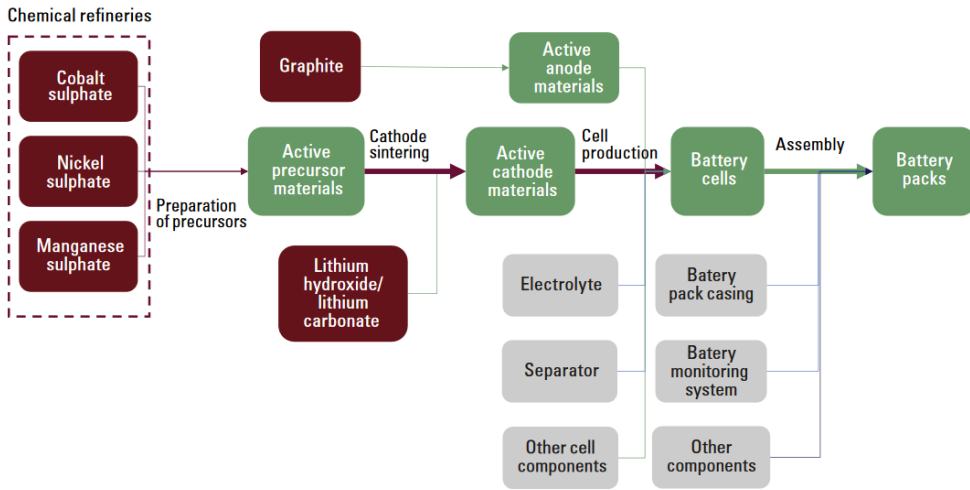 Chemical refineries
Cobalt
sulphate
Nickel
sulphate
Manganese
sulphate
Preparation
of precursors
Graphite
Active
anode
materials
Active
precursor
materials
Cathode
sintering
Lithium
hydroxide/
lithium
carbonate
Active
cathode
materials
Cell
production
Battery
cells
Assembly
Battery
packs
Electrolyte
Separator
Other cell
components
Batery
pack casing
Batery
monitoring
system
Other
components